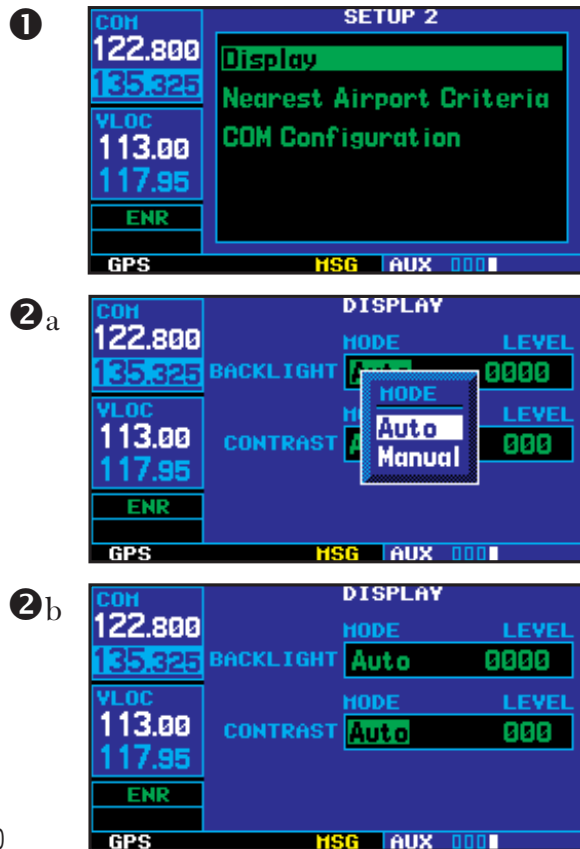 ❶
SETUP 2
COM
122.800
135.325
VLOC
113.00
117.95
ENR
GPS
Display
Nearest Airport Criteria
COM Configuration
MSG AUX
❷a
DISPLAY
COM
122.800
135.325
VLOC
113.00
117.95
ENR
GPS
MODE LEVEL
BACKLIGHT 0000
MODE
Auto
Manual
LEVEL
CONTRAST 000
MSG AUX
❷b
DISPLAY
COM
122.800
135.325
VLOC
113.00
117.95
ENR
GPS
MODE LEVEL
BACKLIGHT Auto 0000
MODE LEVEL
CONTRAST Auto 000
MSG AUX